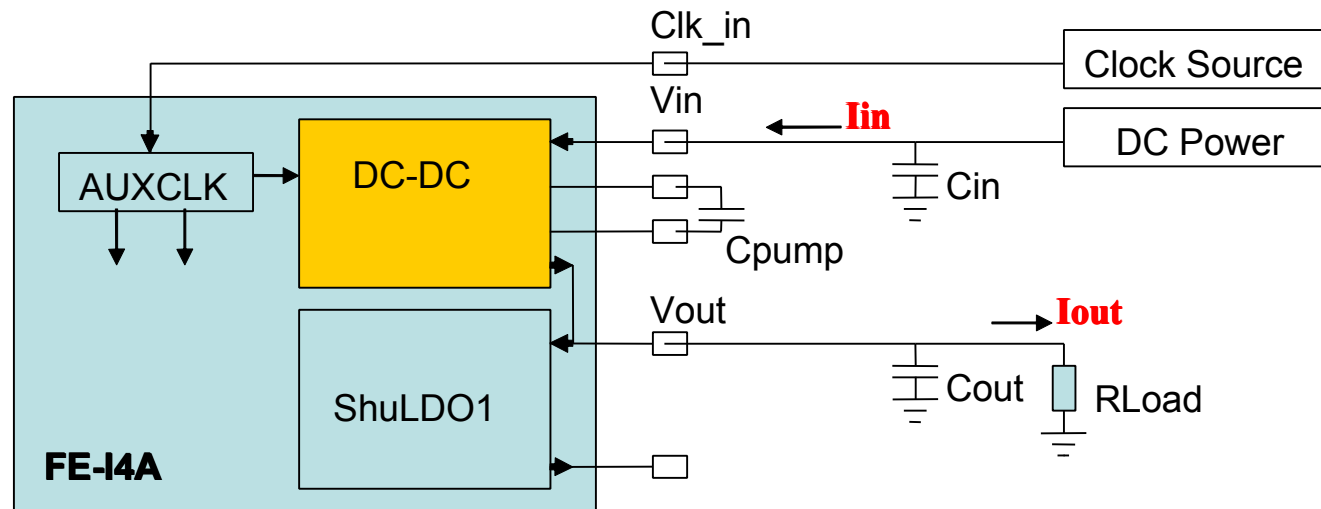 Clk_in
Clock Source
Vin
Iin
DC Power
DC-DC
AUXCLK
Cin
Cpump
Vout
Iout
ShuLDO1
Cout
RLoad
FE-I4A